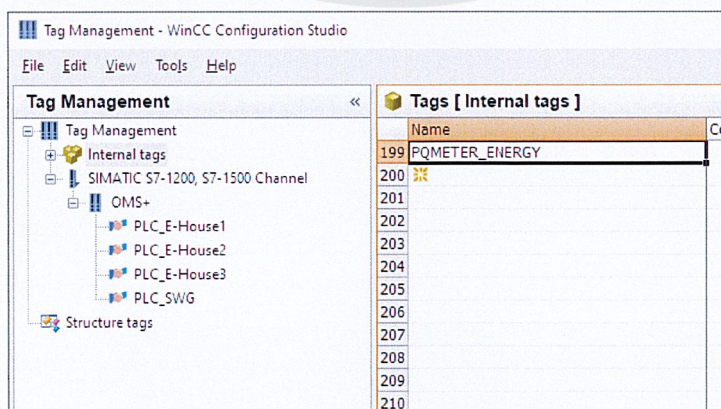 Tag Management - WinCC Configuration Studio
File Edit View Tools Help
Tag Management «
Tag Management
Internal tags
SIMATIC S7-1200, S7-1500 Channel
OMS+
PLC_E-House1
PLC_E-House2
PLC_E-House3
PLC_SWG
Structure tags
Tags [ Internal tags ]
Name
199 PQMETER_ENERGY
200
201
202
203
204
205
206
207
208
209
210